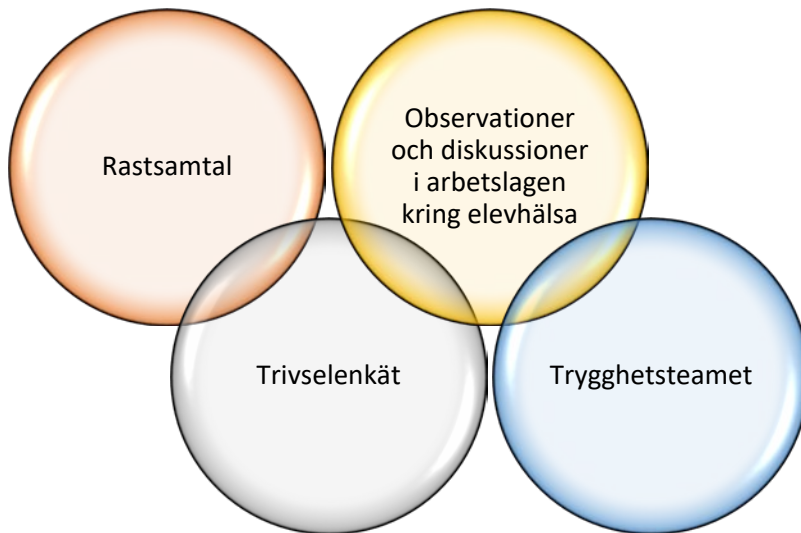 Rastsamtal
Observationer
och diskussioner
i arbetslagen
kring elevhälsa
Trivselenkät
Trygghetsteamet